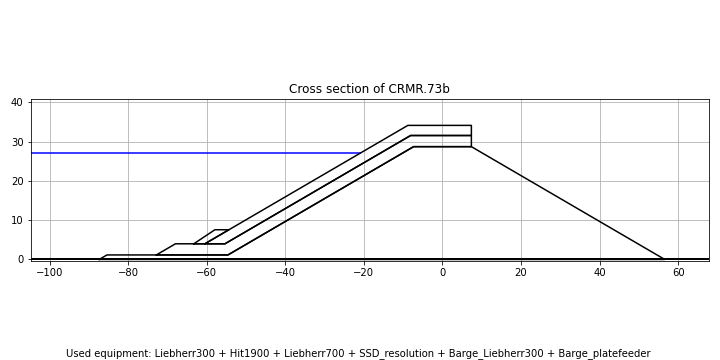 Cross section of CRMR.73b
40
30
20
10
0
−100 −80 −60 −40 −20 0 20 40 60
Used equipment: Liebherr300 + Hit1900 + Liebherr700 + SSD_resolution + Barge_Liebherr300 + Barge_platefeeder